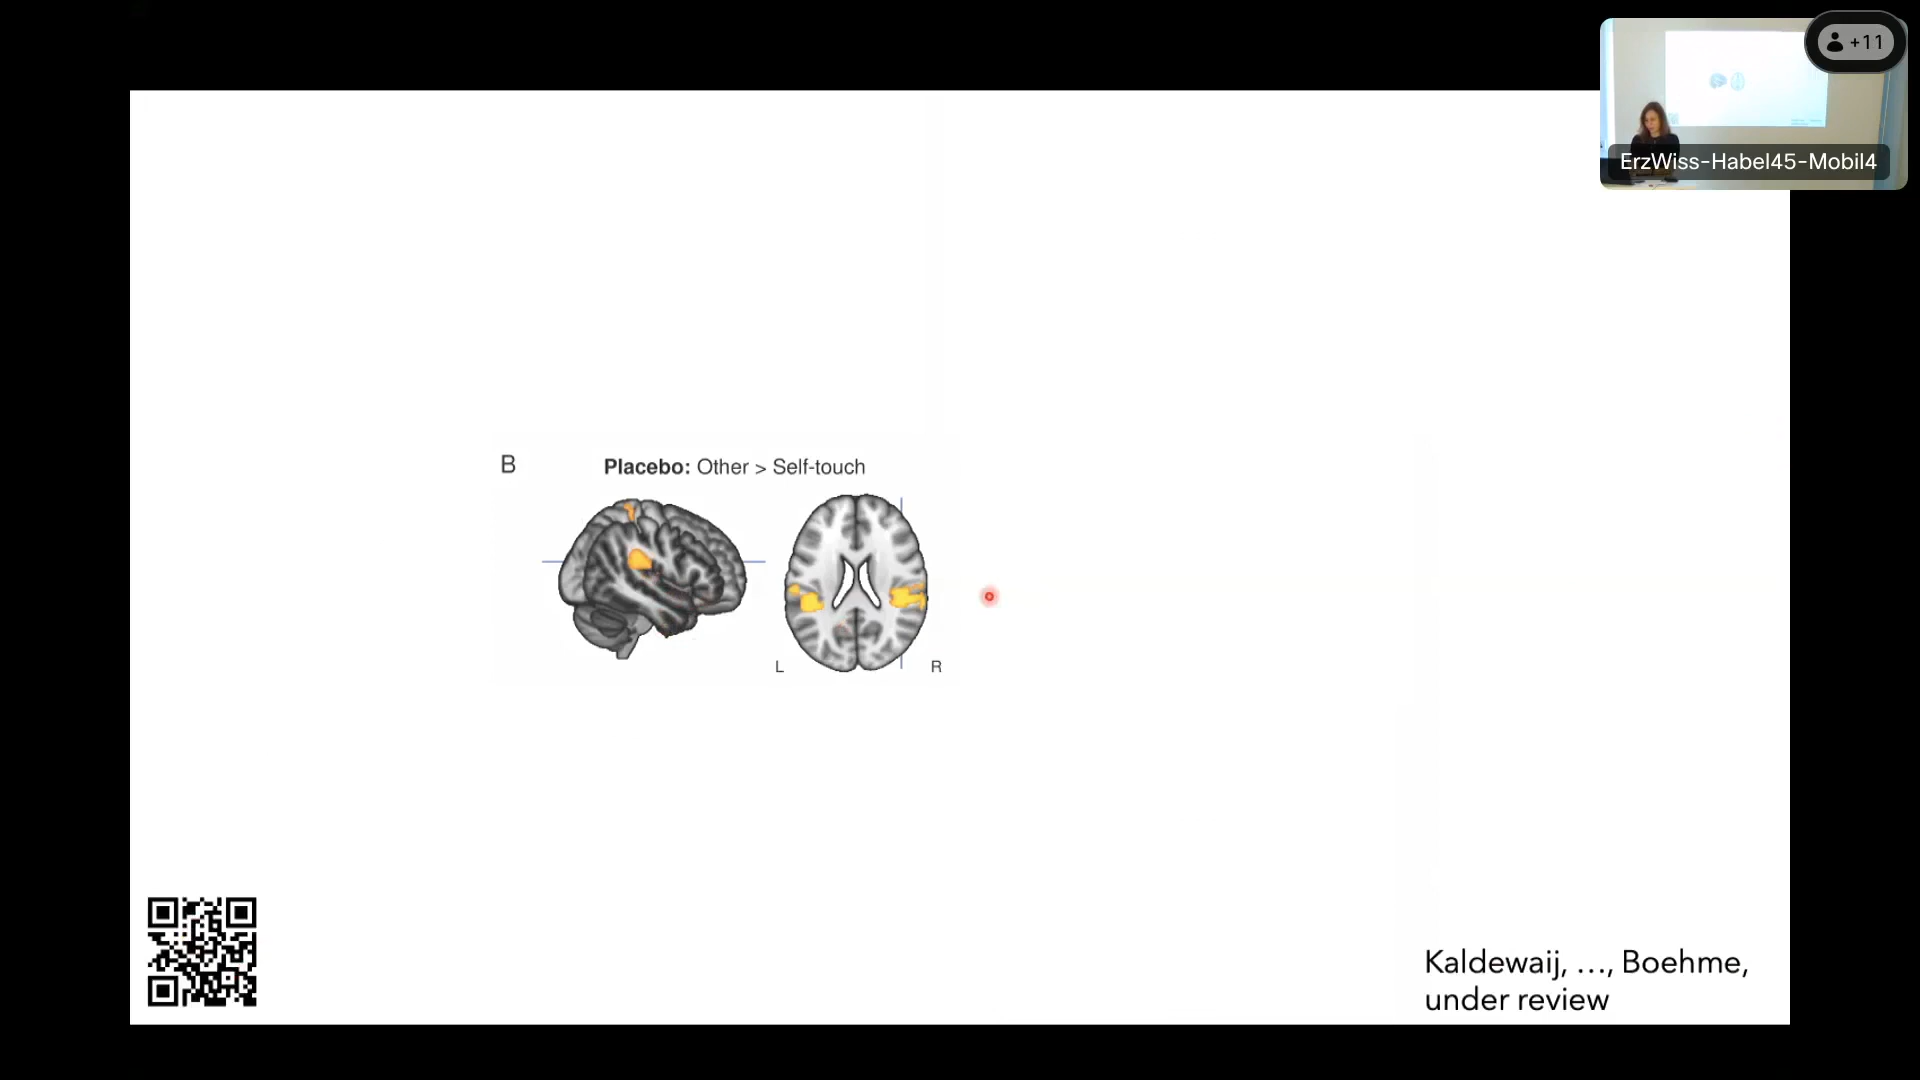 +11
ErzWiss-Habel45-Mobil4
B
Placebo: Other > Self-touch
L
R
Kaldewaij, ..., Boehme,
under review